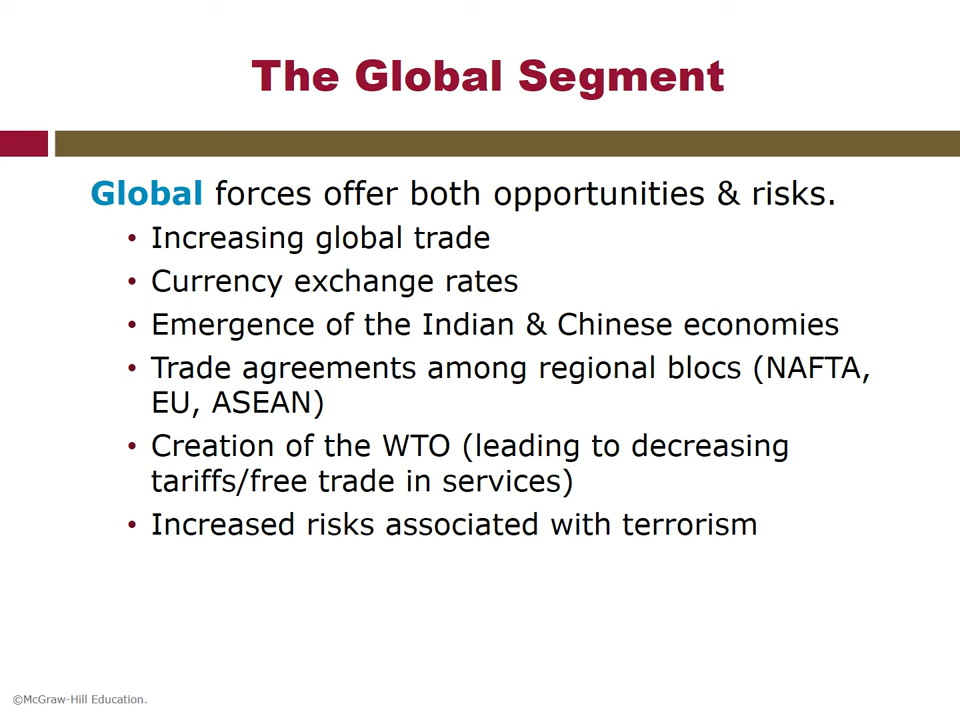 The Global Segment
Global forces offer both opportunities & risks.
• Increasing global trade
• Currency exchange rates
• Emergence of the Indian & Chinese economies
• Trade agreements among regional blocs (NAFTA,
EU, ASEAN)
• Creation of the WTO (leading to decreasing
tariffs/free trade in services)
• Increased risks associated with terrorism
©McGraw-Hill Education.